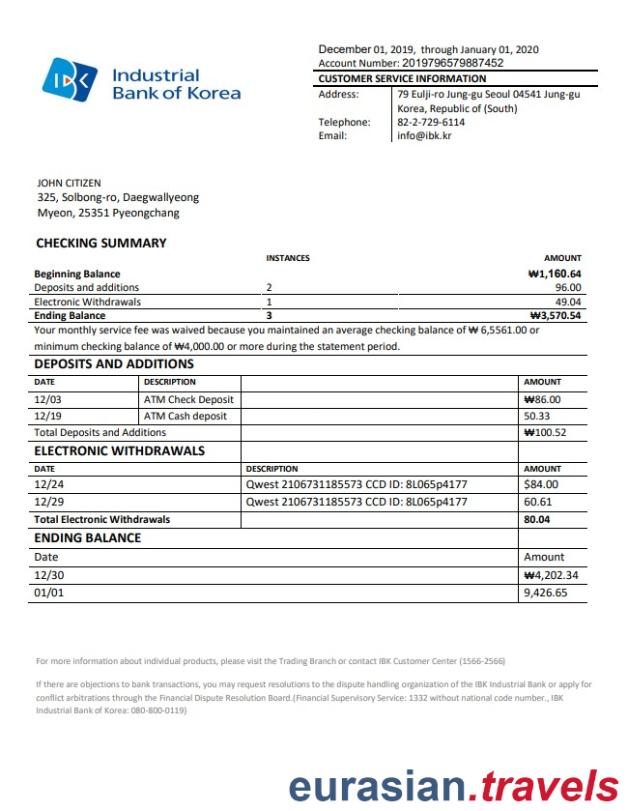 December 01, 2019, through January 01, 2020
Account Number: 2019796579887452
IBK
Industrial
Bank of Korea
CUSTOMER SERVICE INFORMATION
Address: 79 Eulji-ro Jung-gu Seoul 04541 Jung-gu
Korea, Republic of (South)
Telephone: 82-2-729-6114
Email: info@ibk.kr
JOHN CITIZEN
325, Solbong-ro, Daegwallyeong
Myeon, 25351 Pyeongchang
CHECKING SUMMARY
INSTANCES AMOUNT
Beginning Balance ₩1,160.64
Deposits and additions 2 96.00
Electronic Withdrawals 1 49.04
Ending Balance 3 ₩3,570.54
Your monthly service fee was waived because you maintained an average checking balance of ₩ 6,5561.00 or
minimum checking balance of ₩4,000.00 or more during the statement period.
DEPOSITS AND ADDITIONS
DATE DESCRIPTION AMOUNT
12/03 ATM Check Deposit ₩86.00
12/19 ATM Cash deposit 50.33
Total Deposits and Additions ₩100.52
ELECTRONIC WITHDRAWALS
DATE DESCRIPTION AMOUNT
12/24 Qwest 2106731185573 CCD ID: 8L065p4177 $84.00
12/29 Qwest 2106731185573 CCD ID: 8L065p4177 60.61
Total Electronic Withdrawals 80.04
ENDING BALANCE
Date Amount
12/30 ₩4,202.34
01/01 9,426.65
For more information about individual products, please visit the Trading Branch or contact IBK Customer Center (1566-2566)
If there are objections to bank transactions, you may request resolutions to the dispute handling organization of the IBK Industrial Bank or apply for
conflict arbitrations through the Financial Dispute Resolution Board.(Financial Supervisory Service: 1332 without national code number., IBK
Industrial Bank of Korea: 080-800-0119)
eurasian.travels